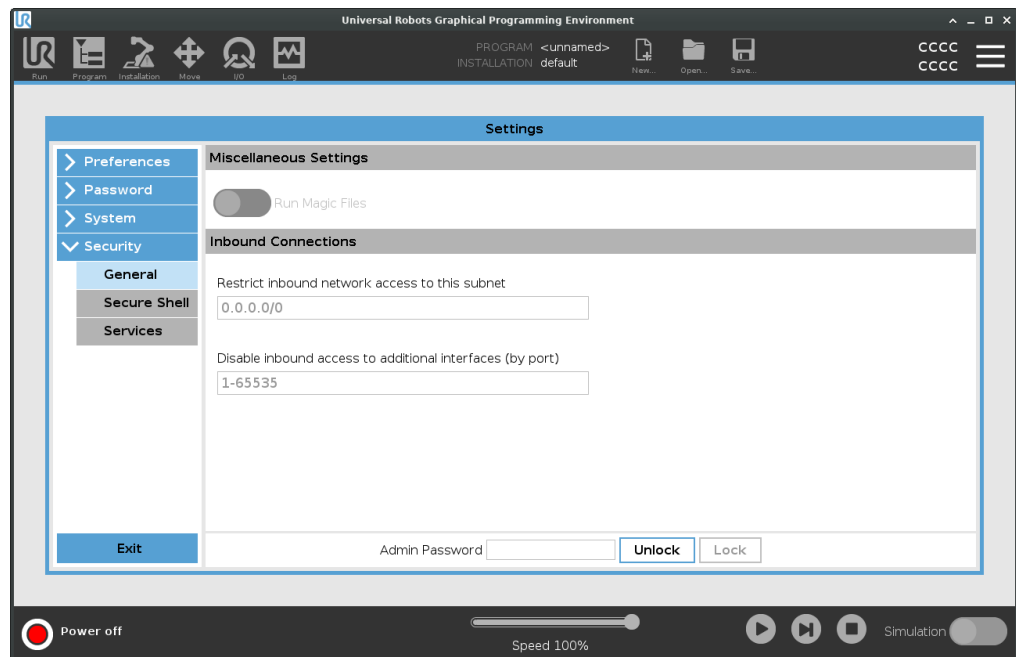 Universal Robots Graphical Programming Environment
UR
Run
Program
Installation
Move
I/O
Log
PROGRAM <unnamed>
INSTALLATION default
New...
Open...
Save...
CCCC
CCCC
Settings
Preferences
Password
System
Security
General
Secure Shell
Services
Exit
Miscellaneous Settings
Run Magic Files
Inbound Connections
Restrict inbound network access to this subnet
0.0.0.0/0
Disable inbound access to additional interfaces (by port)
1-65535
Admin Password
Unlock
Lock
Power off
Speed 100%
Simulation